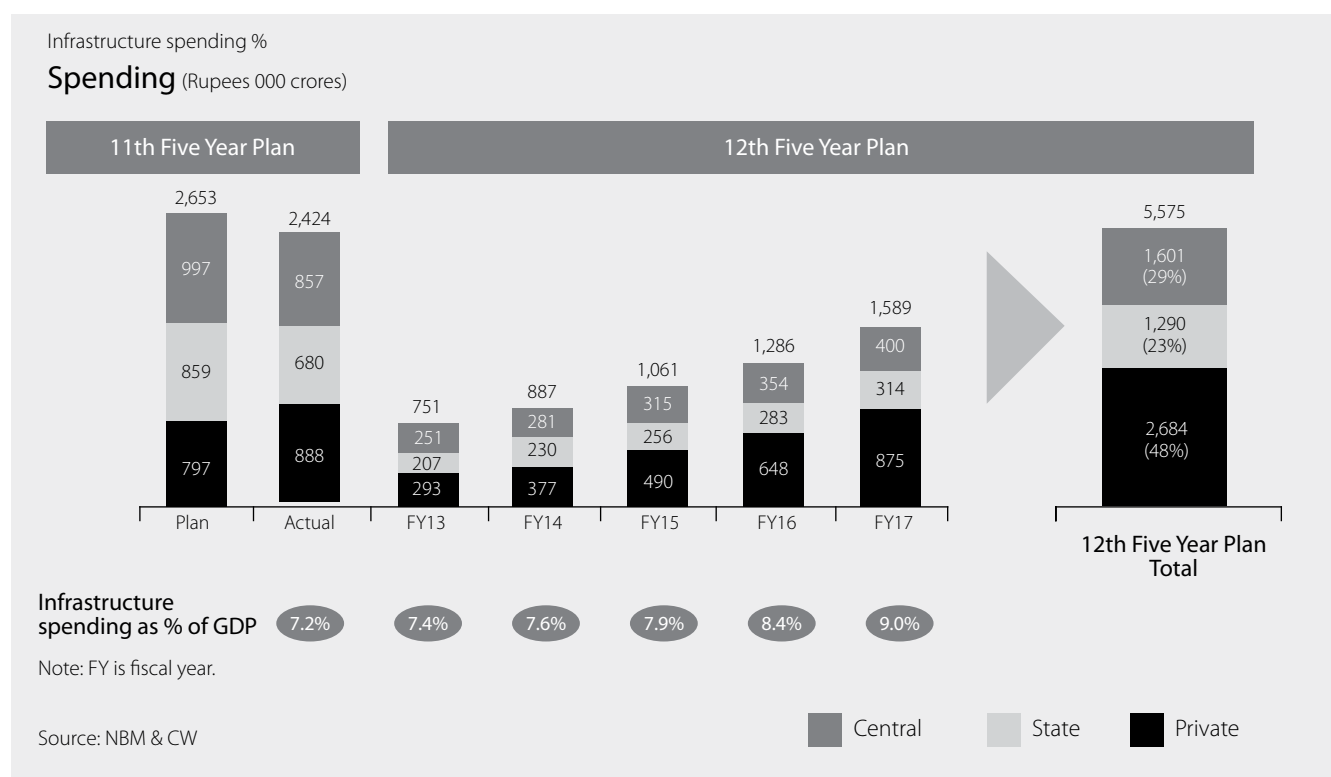 Infrastructure spending %
Spending (Rupees 000 crores)
11th Five Year Plan
12th Five Year Plan
2,653
997
859
797
2,424
857
680
888
751
251
207
293
887
281
230
377
1,061
315
256
490
1,286
354
283
648
1,589
400
314
875
5,575
1,601
(29%)
1,290
(23%)
2,684
(48%)
Plan
Actual
FY13
FY14
FY15
FY16
FY17
12th Five Year Plan
Total
Infrastructure
spending as % of GDP
7.2%
7.4%
7.6%
7.9%
8.4%
9.0%
Note: FY is fiscal year.
Source: NBM & CW
Central
State
Private